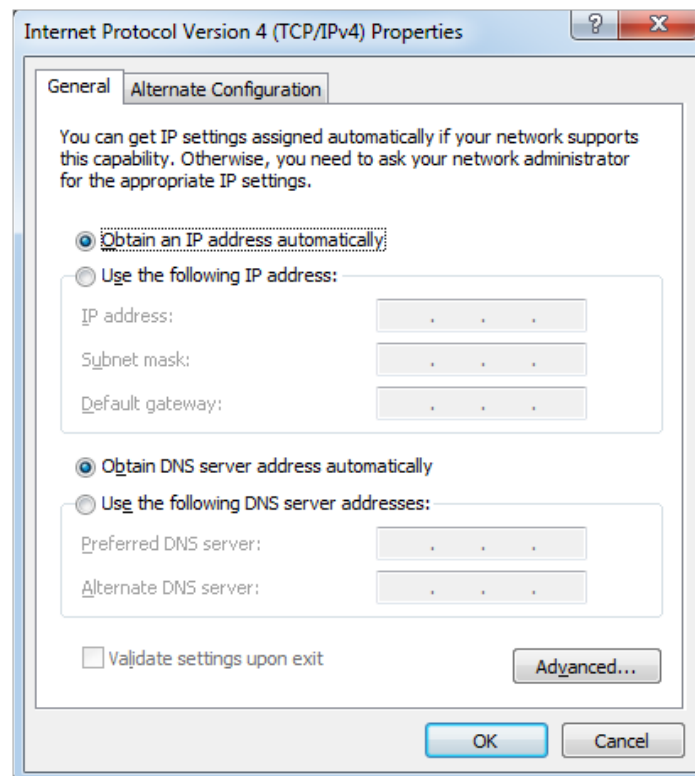 Internet Protocol Version 4 (TCP/IPv4) Properties
General
Alternate Configuration
You can get IP settings assigned automatically if your network supports
this capability. Otherwise, you need to ask your network administrator
for the appropriate IP settings.
Obtain an IP address automatically
Use the following IP address:
IP address:
Subnet mask:
Default gateway:
Obtain DNS server address automatically
Use the following DNS server addresses:
Preferred DNS server:
Alternate DNS server:
Validate settings upon exit
Advanced...
OK
Cancel